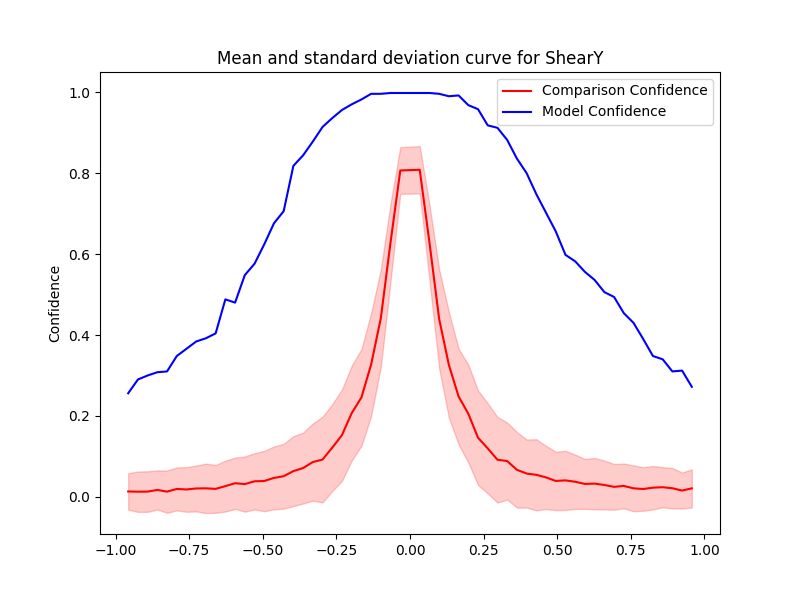 Mean and standard deviation curve for ShearY
Comparison Confidence
Model Confidence
Confidence
1.0
0.8
0.6
0.4
0.2
0.0
−1.00 −0.75 −0.50 −0.25 0.00 0.25 0.50 0.75 1.00